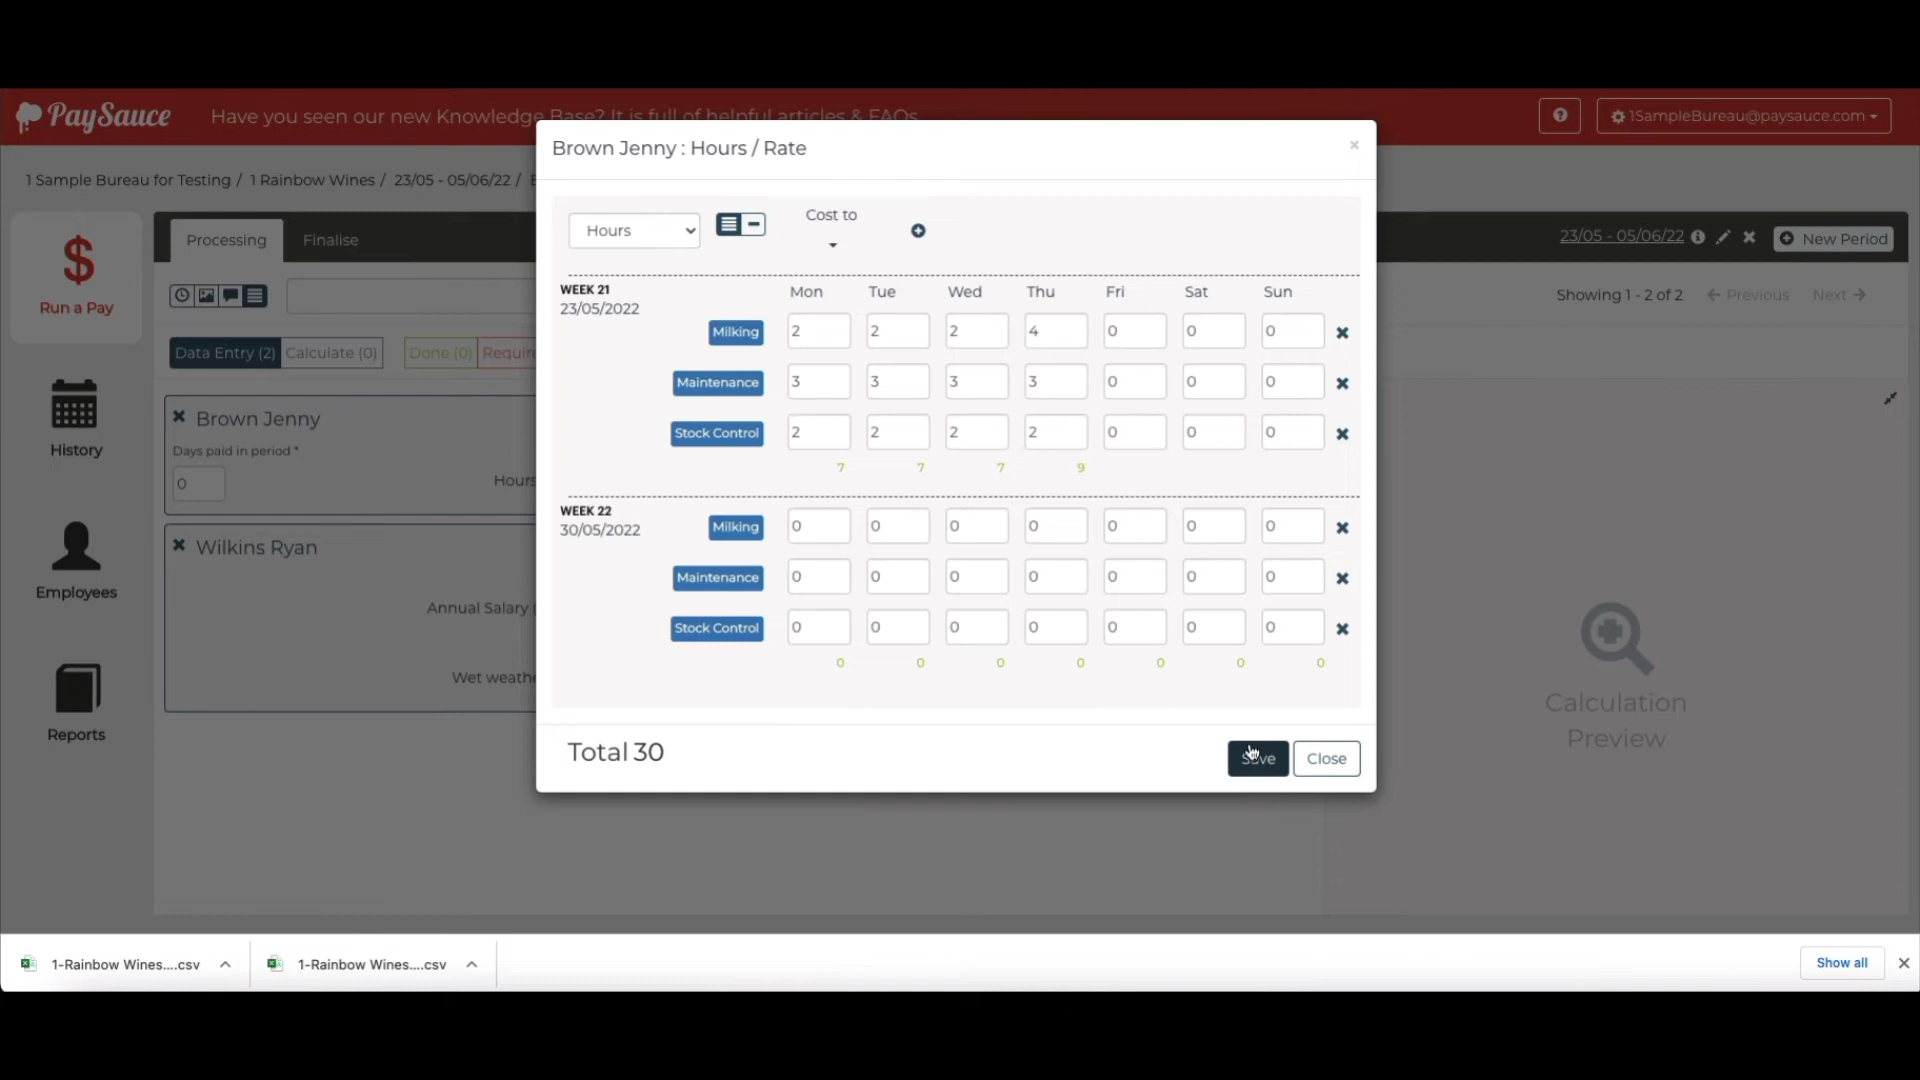 PaySauce
Have you seen our new Knowledge Base? It is full of helpful articles & FAQs
1SampleBureau@paysauce.com
1 Sample Bureau for Testing / 1 Rainbow Wines / 23/05 - 05/06/22 /
Run a Pay
History
Employees
Reports
Processing
Finalise
23/05 - 05/06/22
New Period
Showing 1 - 2 of 2
Previous
Next
Data Entry (2)
Calculate (0)
Done (0)
Brown Jenny
Days paid in period *
0
Hours
Wilkins Ryan
Annual Salary
Wet
Brown Jenny : Hours / Rate
×
Hours
Cost to
WEEK 21
23/05/2022
Mon Tue Wed Thu Fri Sat Sun
Milking 2 2 2 4 0 0 0
Maintenance 3 3 3 3 0 0 0
Stock Control 2 2 2 2 0 0 0
7 7 7 9
WEEK 22
30/05/2022
Milking 0 0 0 0 0 0 0
Maintenance 0 0 0 0 0 0 0
Stock Control 0 0 0 0 0 0 0
0 0 0 0 0 0 0
Total 30
Save
Close
Calculation
Preview
1-Rainbow Wines....csv
1-Rainbow Wines....csv
Show all